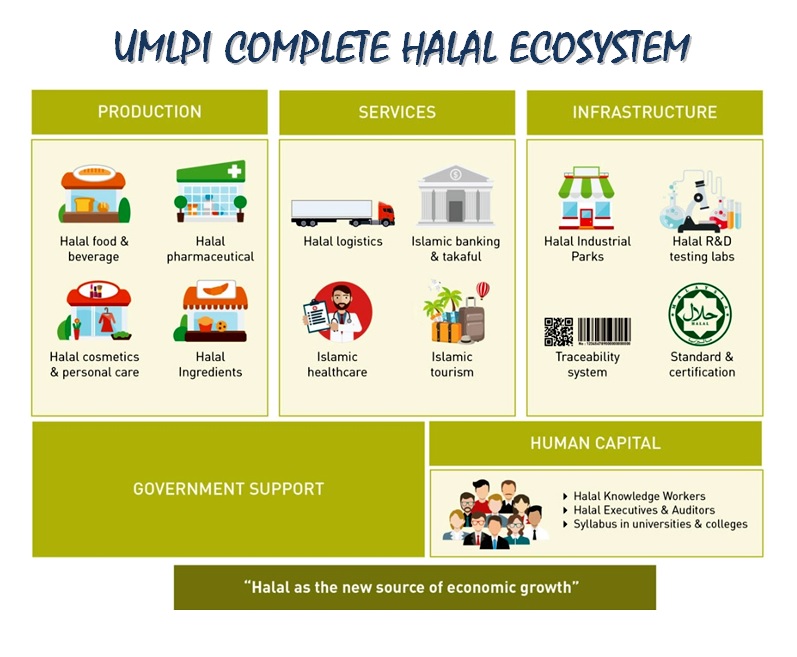 UMLPI COMPLETE HALAL ECOSYSTEM
PRODUCTION
Halal food &
beverage
Halal
pharmaceutical
Halal cosmetics
& personal care
Halal
Ingredients
SERVICES
Halal logistics
Islamic banking
& takaful
Islamic
healthcare
Islamic
tourism
INFRASTRUCTURE
Halal Industrial
Parks
Halal R&D
testing labs
Traceability
system
MALAYSIA
حلال
HALAL
Standard &
certification
GOVERNMENT SUPPORT
HUMAN CAPITAL
Halal Knowledge Workers
Halal Executives & Auditors
Syllabus in universities & colleges
“Halal as the new source of economic growth”